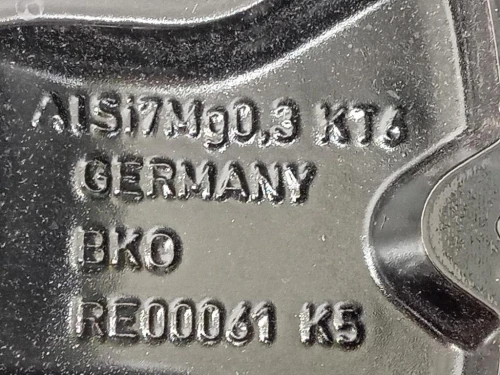 AlSi7Mg0,3 KT6
GERMANY
BKO
RE00061 K5